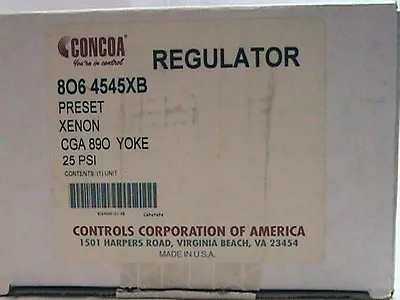 CONCOA
You're in control
REGULATOR
806 4545XB
PRESET
XENON
CGA 890 YOKE
25 PSI
CONTENTS: (1) UNIT
CONTROLS CORPORATION OF AMERICA
1501 HARPERS ROAD, VIRGINIA BEACH, VA 23454
MADE IN U.S.A.